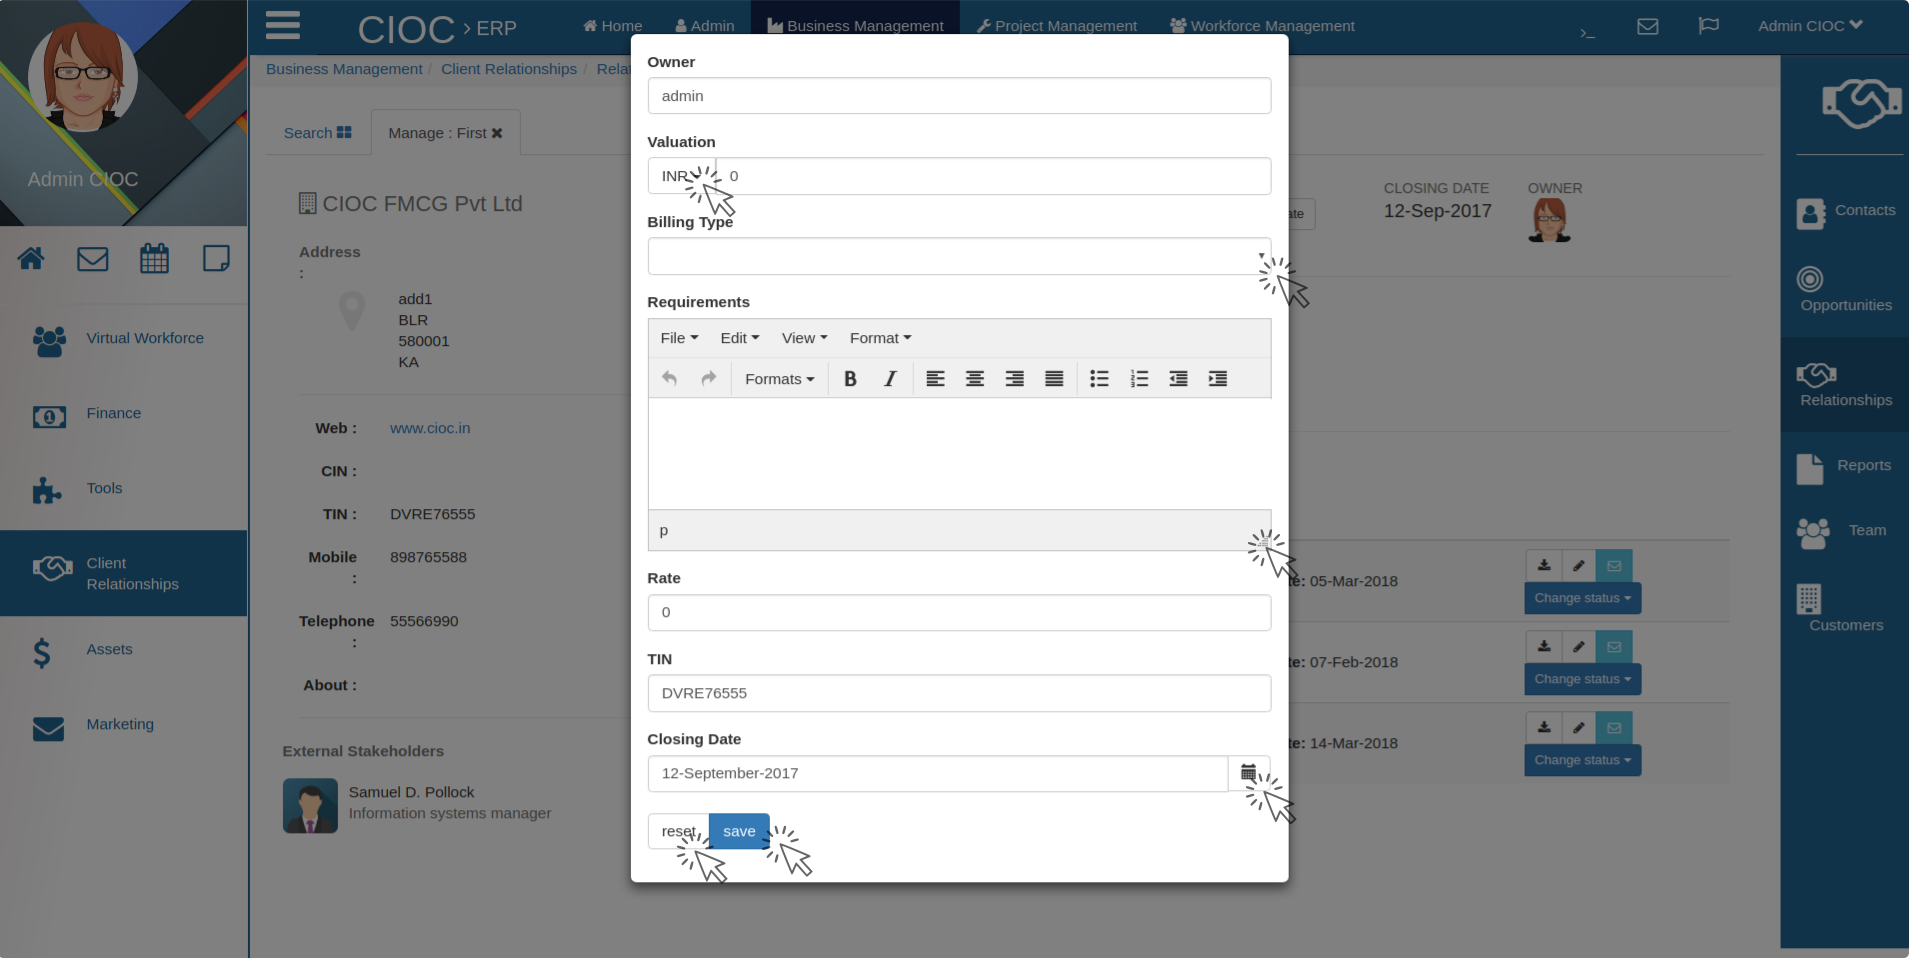 CIOC > ERP
Home
Admin
Business Management
Project Management
Workforce Management
Admin CIOC
Business Management / Client Relationships /
Search
Manage : First
Admin CIOC
Virtual Workforce
Finance
Tools
Client
Relationships
Assets
Marketing
CIOC FMCG Pvt Ltd
Address
:
add1
BLR
580001
KA
Web : www.cioc.in
CIN :
TIN : DVRE76555
Mobile 898765588
:
Telephone 55566990
:
About :
External Stakeholders
Samuel D. Pollock
Information systems manager
Owner
admin
Valuation
INR 0
Billing Type
Requirements
File Edit View Format
Formats B I
p
Rate
0
TIN
DVRE76555
Closing Date
12-September-2017
reset save
CLOSING DATE OWNER
12-Sep-2017
05-Mar-2018
Change status
07-Feb-2018
Change status
14-Mar-2018
Change status
Contacts
Opportunities
Relationships
Reports
Team
Customers